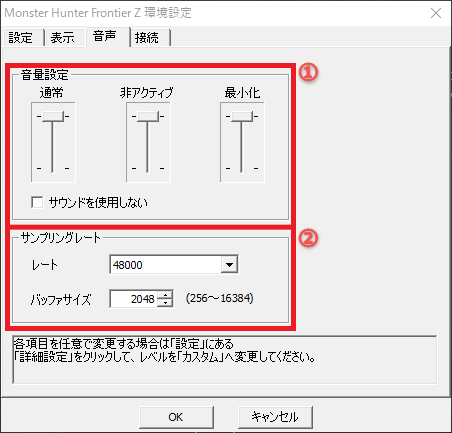 Monster Hunter Frontier Z 環境設定
設定 表示 音声 接続
音量設定
①
通常 非アクティブ 最小化
サウンドを使用しない
サンプリングレート
②
レート 48000
バッファサイズ 2048 (256～16384)
各項目を任意で変更する場合は「設定」にある
「詳細設定」をクリックして、レベルを「カスタム」へ変更してください。
OK キャンセル